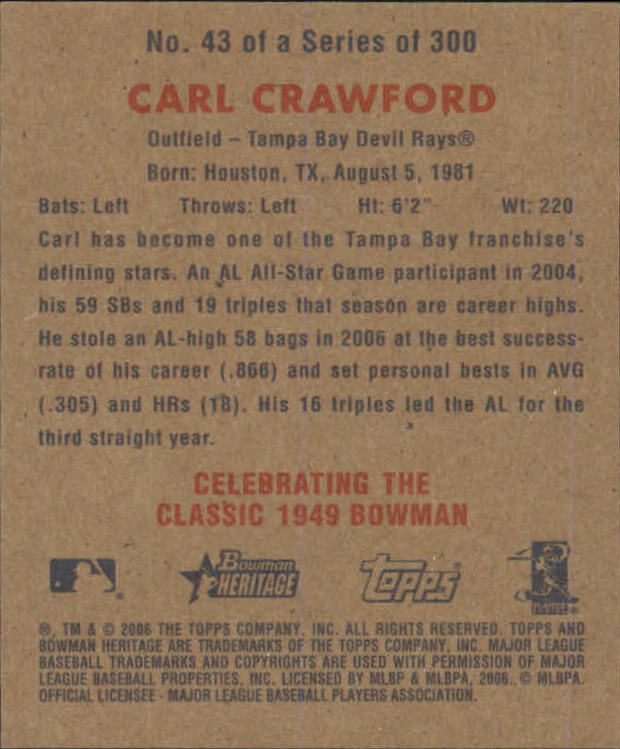 No. 43 of a Series of 300
CARL CRAWFORD
Outfield – Tampa Bay Devil Rays®
Born: Houston, TX, August 5, 1981
Bats: Left Throws: Left Ht: 6'2" Wt: 220
Carl has become one of the Tampa Bay franchise's
defining stars. An AL All-Star Game participant in 2004,
his 59 SBs and 19 triples that season are career highs.
He stole an AL-high 58 bags in 2006 at the best success-
rate of his career (.866) and set personal bests in AVG
(.305) and HRs (18). His 16 triples led the AL for the
third straight year.
CELEBRATING THE
CLASSIC 1949 BOWMAN
Bowman
HERITAGE
Topps
PLAYERS
®, TM & © 2006 THE TOPPS COMPANY, INC. ALL RIGHTS RESERVED. TOPPS AND
BOWMAN HERITAGE ARE TRADEMARKS OF THE TOPPS COMPANY, INC. MAJOR LEAGUE
BASEBALL TRADEMARKS AND COPYRIGHTS ARE USED WITH PERMISSION OF MAJOR
LEAGUE BASEBALL PROPERTIES, INC. LICENSED BY MLBP & MLBPA, 2006. © MLBPA.
OFFICIAL LICENSEE - MAJOR LEAGUE BASEBALL PLAYERS ASSOCIATION.